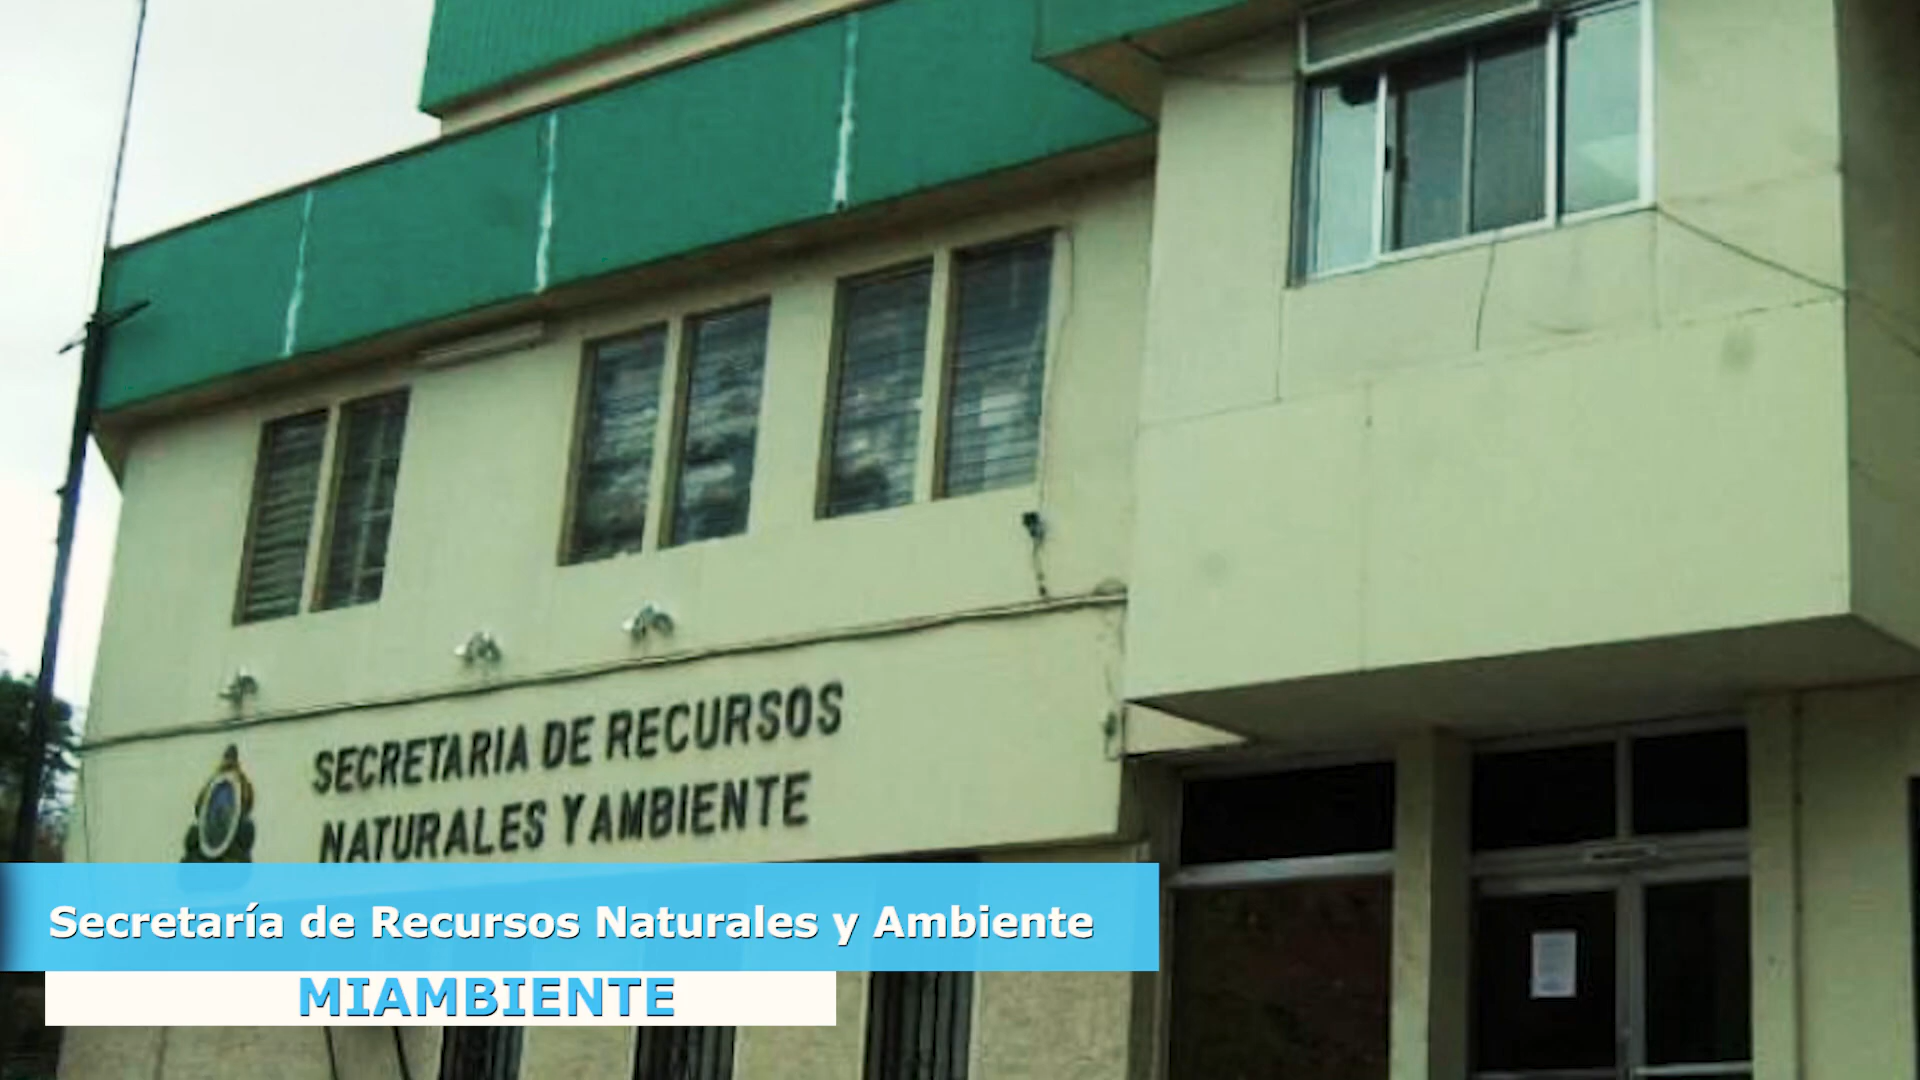 SECRETARIA DE RECURSOS
NATURALES Y AMBIENTE
Secretaría de Recursos Naturales y Ambiente
MIAMBIENTE